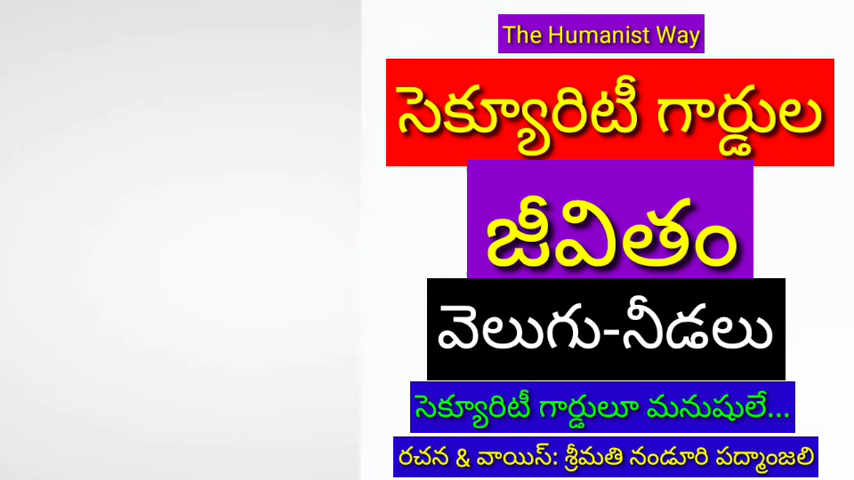 The Humanist Way
సెక్యూరిటీ గార్డుల
జీవితం
వెలుగు-నీడలు
సెక్యూరిటీ గార్డులూ మనుషులే...
రచన & వాయిస్: శ్రీమతి నండూరి పద్మాంజలి